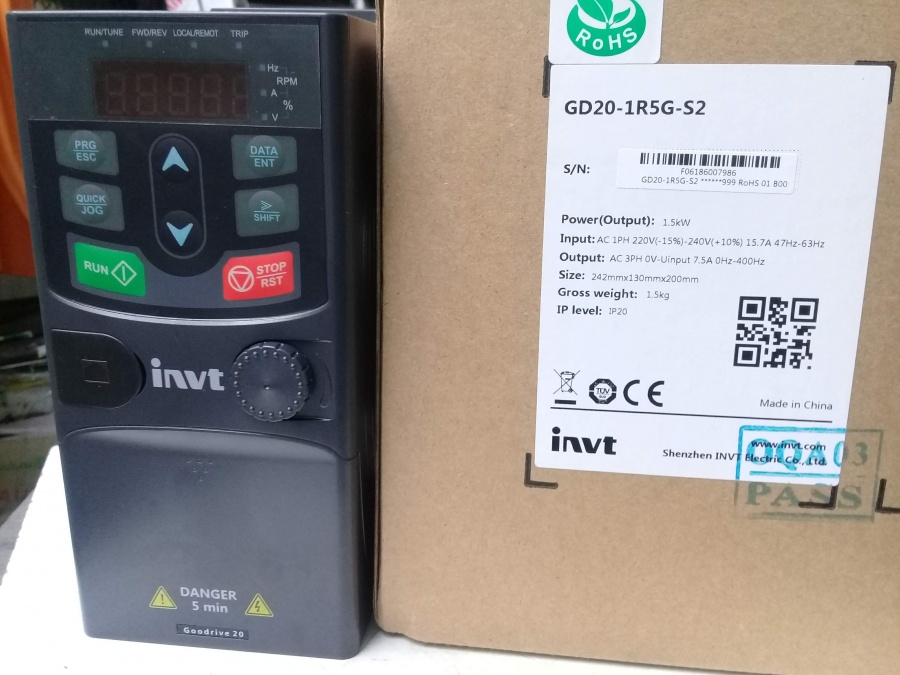 RUN/TUNE FWD/REV LOCAL/REMOT TRIP
Hz
RPM
A
%
V
PRG
ESC
DATA
ENT
QUICK
JOG
SHIFT
RUN
STOP
RST
invt
DANGER
5 min
Goodrive 20
RoHS
GD20-1R5G-S2
S/N:
F06186007986
GD20-1R5G-S2 ******999 RoHS 01 B00
Power(Output): 1.5kW
Input: AC 1PH 220V(-15%)-240V(+10%) 15.7A 47Hz-63Hz
Output: AC 3PH 0V-Uinput 7.5A 0Hz-400Hz
Size: 242mmx130mmx200mm
Gross weight: 1.5kg
IP level: IP20
TUV
CE
Made in China
invt
www.invt.com
Shenzhen INVT Electric Co., Ltd.
OQA 03
PASS